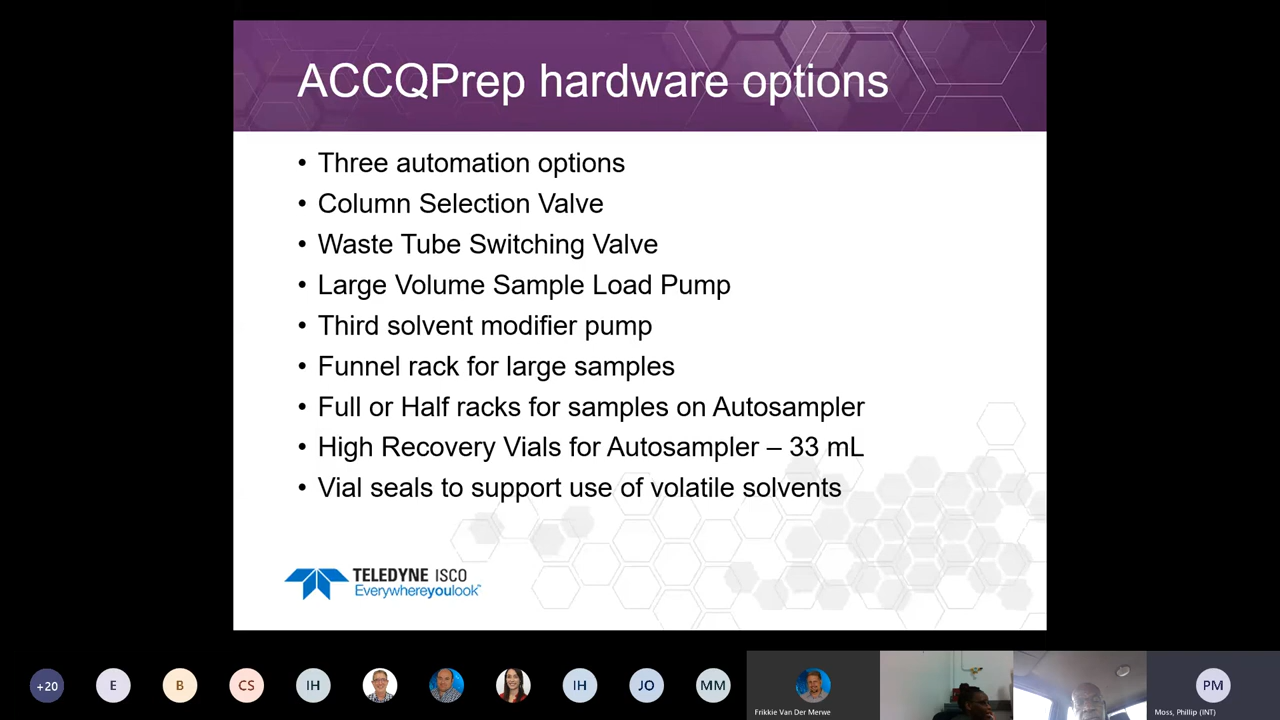 ACCQPrep hardware options
• Three automation options
• Column Selection Valve
• Waste Tube Switching Valve
• Large Volume Sample Load Pump
• Third solvent modifier pump
• Funnel rack for large samples
• Full or Half racks for samples on Autosampler
• High Recovery Vials for Autosampler – 33 mL
• Vial seals to support use of volatile solvents
TELEDYNE ISCO
Everywhereyoulook™
+20
E
B
CS
IH
IH
JO
MM
PM
Frikkie Van Der Merwe
Moss, Phillip (INT)